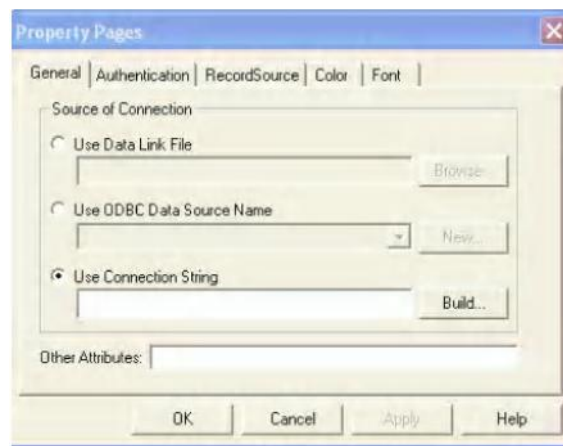 Property Pages
General Authentication RecordSource Color Font
Source of Connection
Use Data Link File
Browse...
Use ODBC Data Source Name
New...
Use Connection String
Build...
Other Attributes:
OK Cancel Apply Help